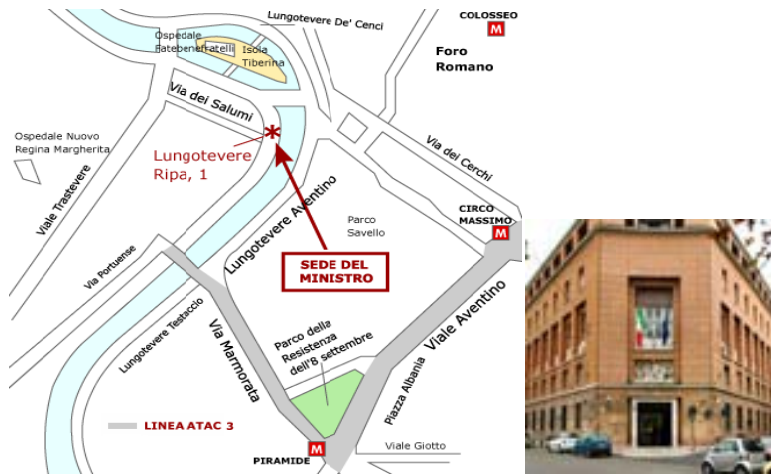 Lungotevere De' Cenci
COLOSSEO
M
Ospedale
Fatebenefratelli
Isola
Tiberina
Foro
Romano
Via dei Salumi
Ospedale Nuovo
Regina Margherita
Lungotevere
Ripa, 1
*
Via dei Cerchi
Viale Trastevere
Lungotevere Aventino
Parco
Savello
CIRCO
MASSIMO
M
Via Portuense
SEDE DEL
MINISTRO
Lungotevere Testaccio
Via Marmorata
Parco della
Resistenza
dell'8 settembre
Viale Aventino
Piazza Albania
LINEA ATAC 3
PIRAMIDE
M
Viale Giotto